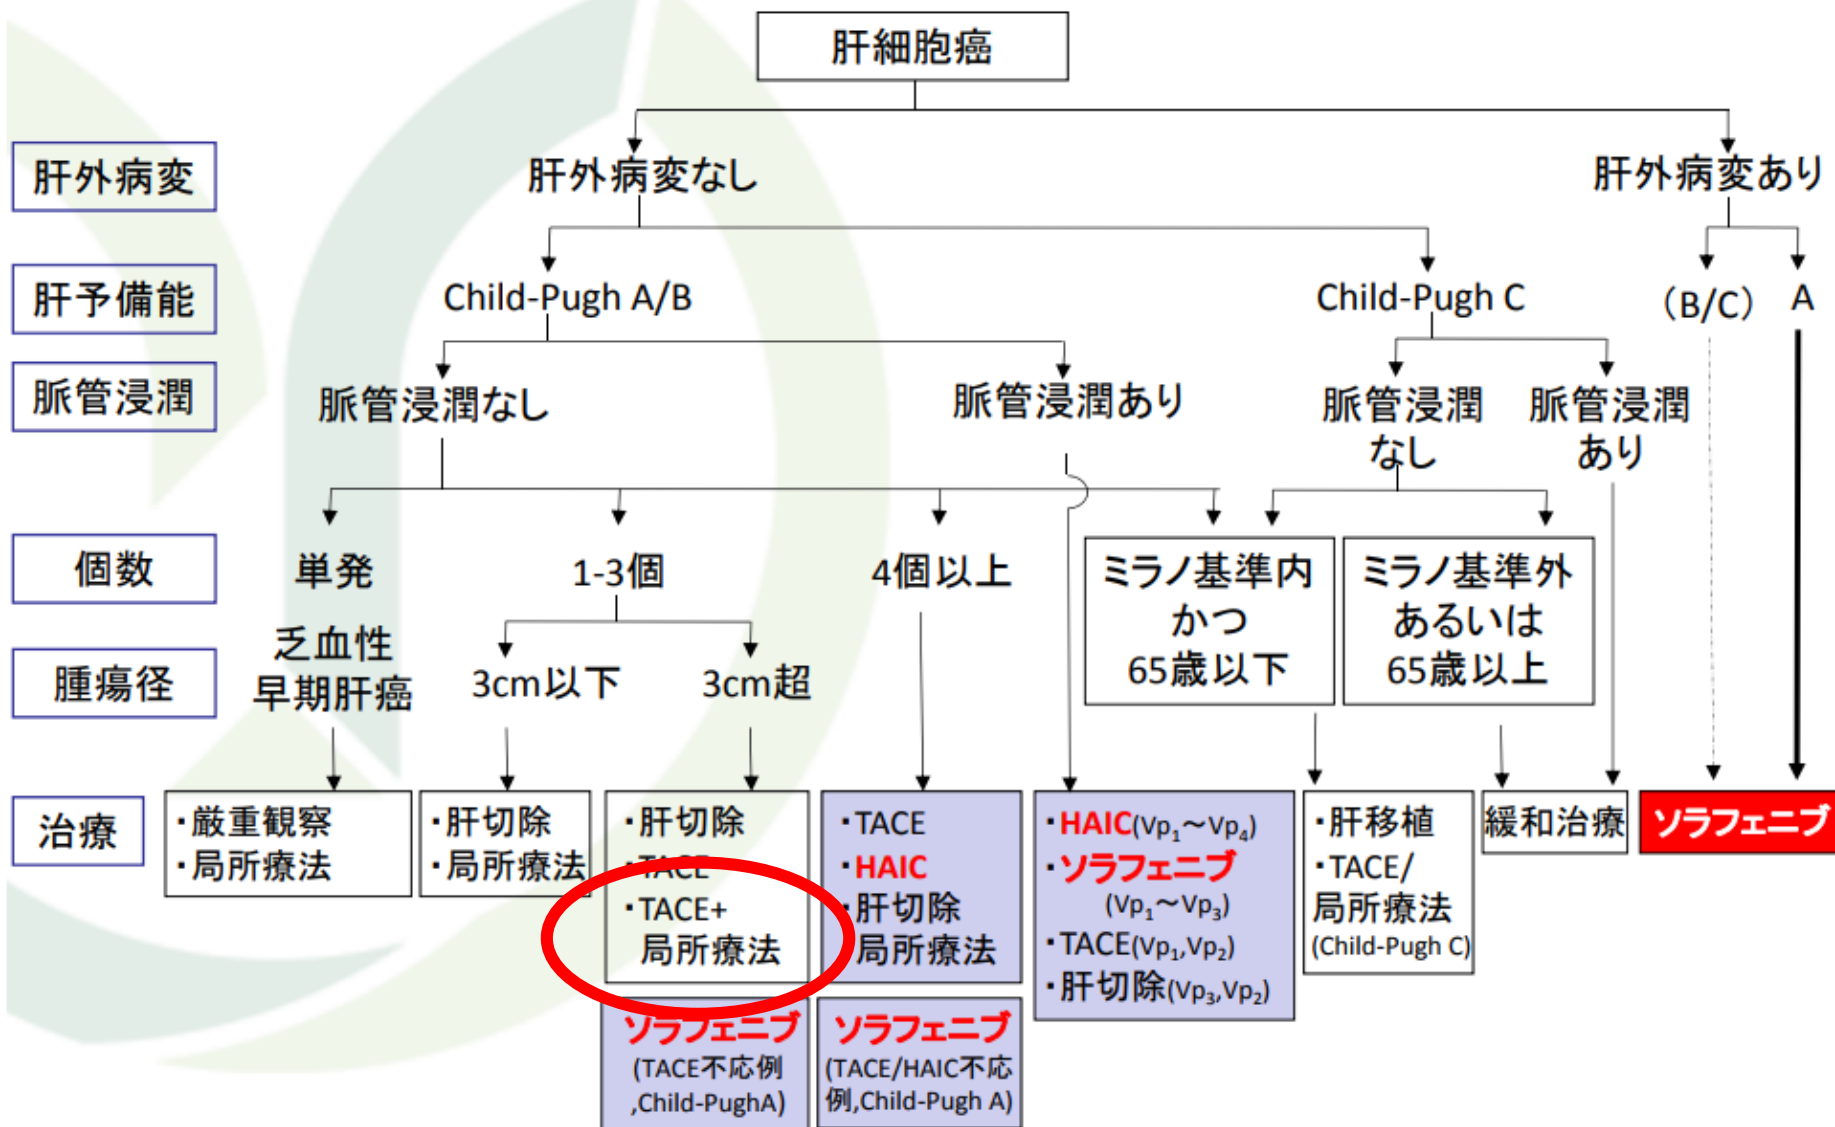 肝細胞癌
肝外病変
肝外病変なし
肝外病変あり
肝予備能
Child-Pugh A/B
Child-Pugh C
(B/C)
A
脈管浸潤
脈管浸潤なし
脈管浸潤あり
脈管浸潤
なし
脈管浸潤
あり
個数
単発
1-3個
4個以上
ミラノ基準内
かつ
65歳以下
ミラノ基準外
あるいは
65歳以上
腫瘍径
乏血性
早期肝癌
3cm以下
3cm超
治療
・厳重観察
・局所療法
・肝切除
・局所療法
・肝切除
・TACE
・TACE+
局所療法
ソラフェニブ
(TACE不応例
,Child-PughA)
・TACE
・HAIC
・肝切除
・局所療法
ソラフェニブ
(TACE/HAIC不応
例,Child-Pugh A)
・HAIC(Vp1～Vp4)
・ソラフェニブ
(Vp1～Vp3)
・TACE(Vp1,Vp2)
・肝切除(Vp3,Vp2)
・肝移植
・TACE/
局所療法
(Child-Pugh C)
緩和治療
ソラフェニブ